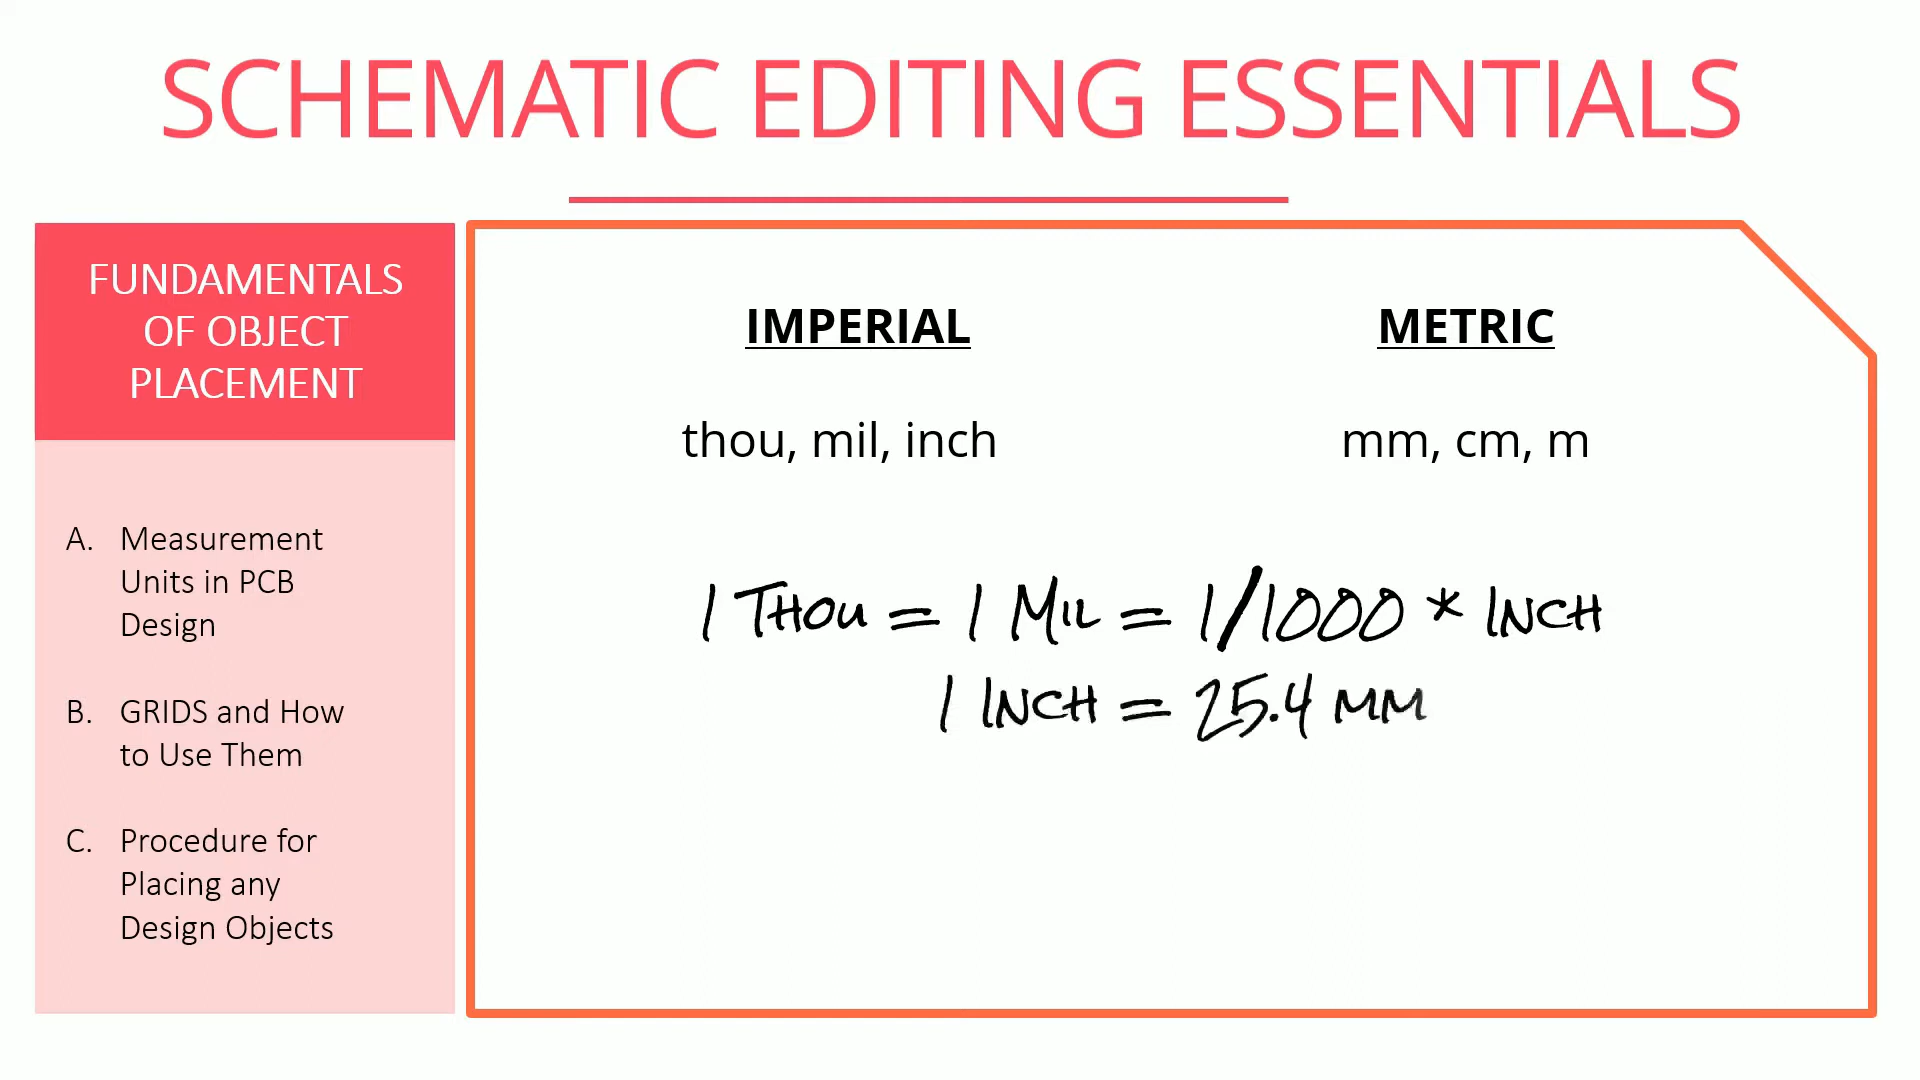 SCHEMATIC EDITING ESSENTIALS
FUNDAMENTALS
OF OBJECT
PLACEMENT
A. Measurement
Units in PCB
Design
B. GRIDS and How
to Use Them
C. Procedure for
Placing any
Design Objects
IMPERIAL
METRIC
thou, mil, inch
mm, cm, m
1 THOU = 1 MIL = 1/1000 * INCH
1 INCH = 25.4 MM